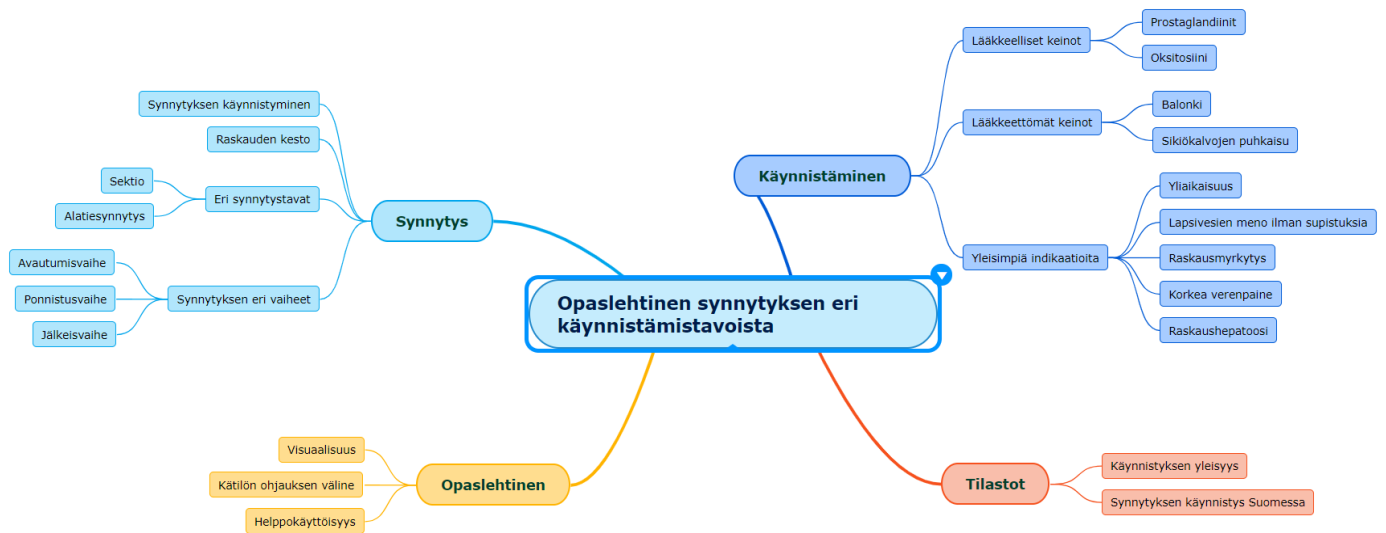 Opaslehtinen synnytyksen eri
käynnistämistavoista
Synnytys
Synnytyksen käynnistyminen
Raskauden kesto
Eri synnytystavat
Sektio
Alatiesynnytys
Synnytyksen eri vaiheet
Avautumisvaihe
Ponnistusvaihe
Jälkeisvaihe
Käynnistäminen
Lääkkeelliset keinot
Prostaglandiinit
Oksitosiini
Lääkkeettömät keinot
Balonki
Sikiökalvojen puhkaisu
Yleisimpiä indikaatioita
Yliaikaisuus
Lapsivesien meno ilman supistuksia
Raskausmyrkytys
Korkea verenpaine
Raskaushepatoosi
Opaslehtinen
Visuaalisuus
Kätilön ohjauksen väline
Helppokäyttöisyys
Tilastot
Käynnistyksen yleisyys
Synnytyksen käynnistys Suomessa